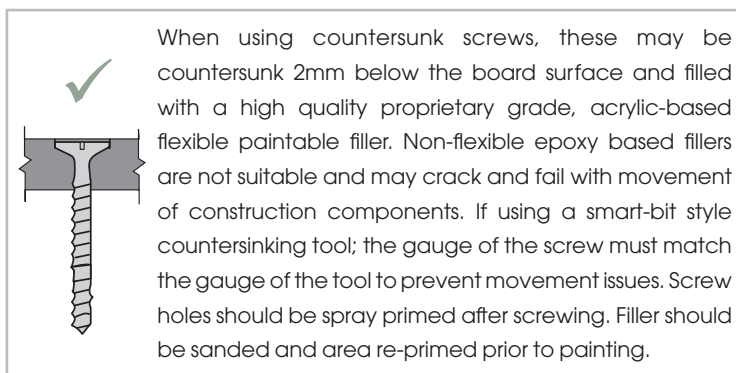 When using countersunk screws, these may be
countersunk 2mm below the board surface and filled
with a high quality proprietary grade, acrylic-based
flexible paintable filler. Non-flexible epoxy based fillers
are not suitable and may crack and fail with movement
of construction components. If using a smart-bit style
countersinking tool; the gauge of the screw must match
the gauge of the tool to prevent movement issues. Screw
holes should be spray primed after screwing. Filler should
be sanded and area re-primed prior to painting.